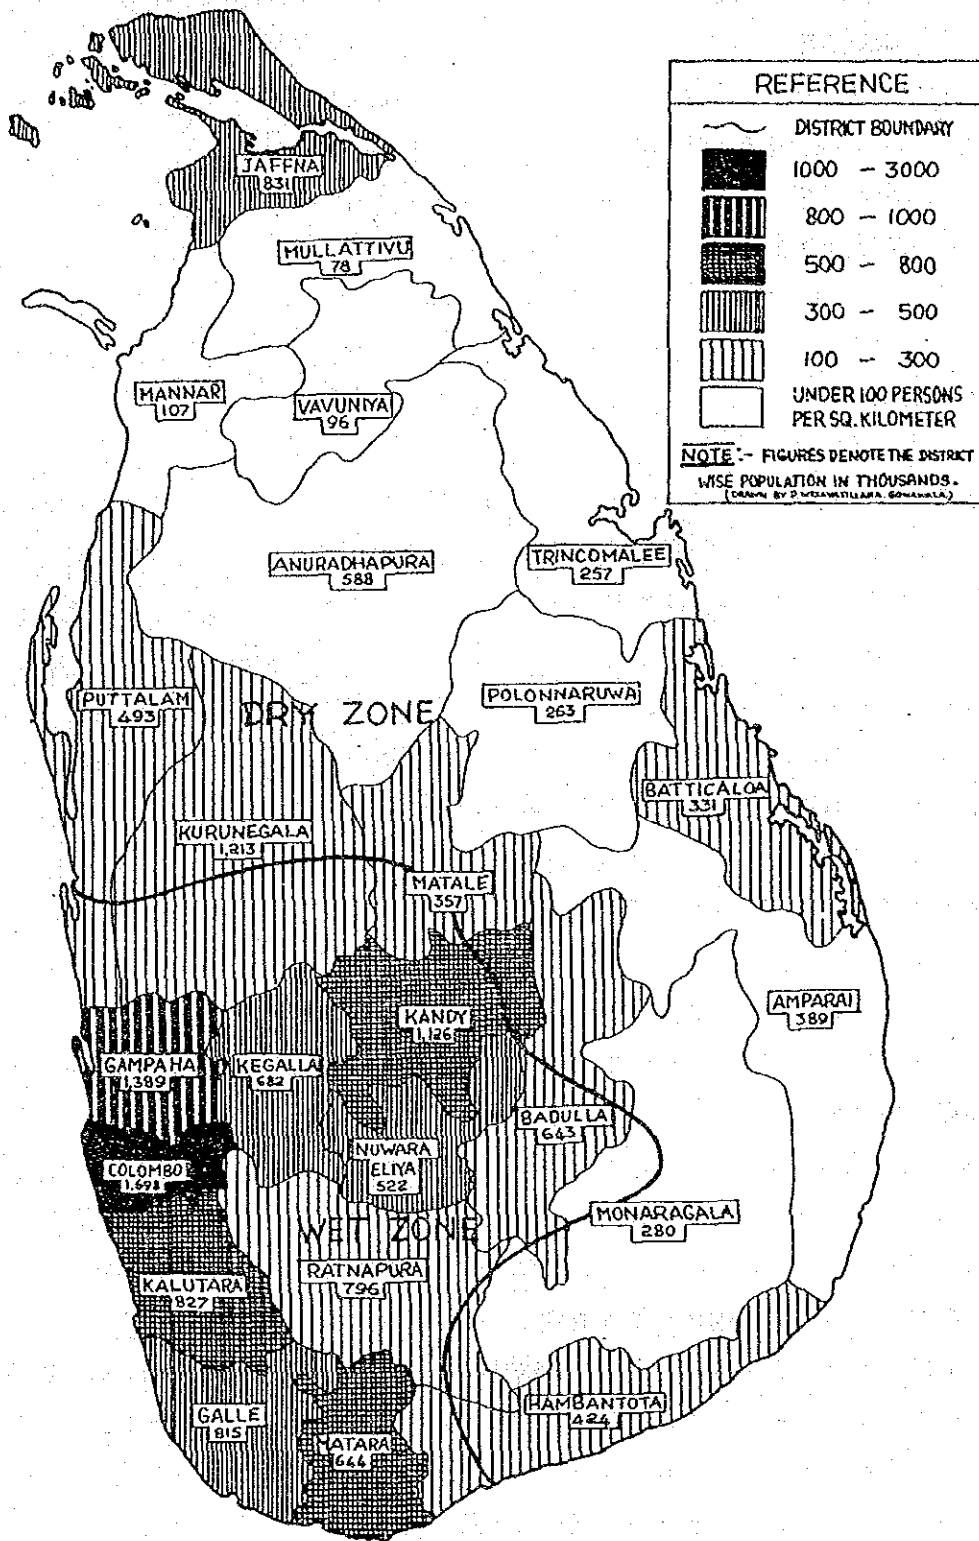 REFERENCE
DISTRICT BOUNDARY
1000 – 3000
800 – 1000
500 – 800
300 – 500
100 – 300
UNDER 100 PERSONS
PER SQ. KILOMETER
NOTE :- FIGURES DENOTE THE DISTRICT
WISE POPULATION IN THOUSANDS.
(DRAWN BY
JAFFNA
831
MULLATTIVU
78
MANNAR
107
VAVUNIYA
96
ANURADHAPURA
588
TRINCOMALEE
257
PUTTALAM
493
DRY ZONE
POLONNARUWA
263
BATTICALOA
331
KURUNEGALA
1,213
MATALE
357
AMPARAI
389
KANDY
1,126
GAMPAHA
1,389
KEGALLA
682
BADULLA
643
NUWARA
ELIYA
522
COLOMBO
1,698
MONARAGALA
280
WET ZONE
RATNAPURA
796
KALUTARA
827
HAMBANTOTA
424
GALLE
815
MATARA
644